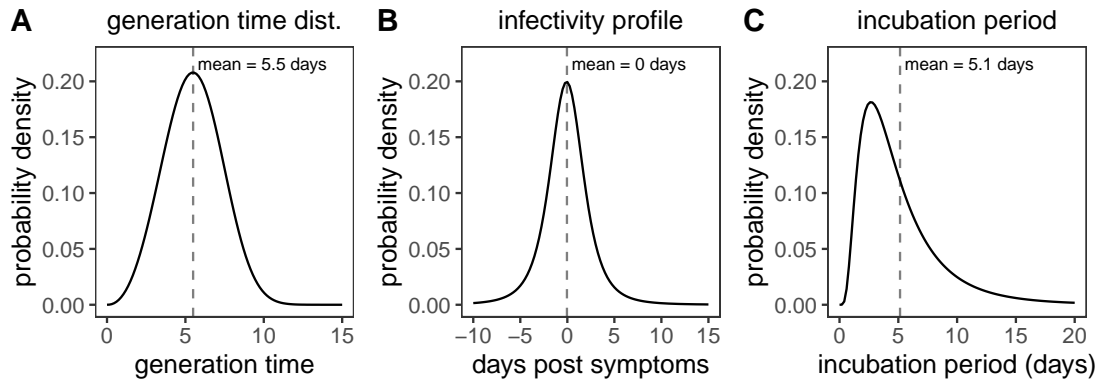 A generation time dist.
mean = 5.5 days
probability density
0.20
0.15
0.10
0.05
0.00
0 5 10 15
generation time
B infectivity profile
mean = 0 days
probability density
0.20
0.15
0.10
0.05
0.00
−10 −5 0 5 10 15
days post symptoms
C incubation period
mean = 5.1 days
probability density
0.20
0.15
0.10
0.05
0.00
0 5 10 15 20
incubation period (days)